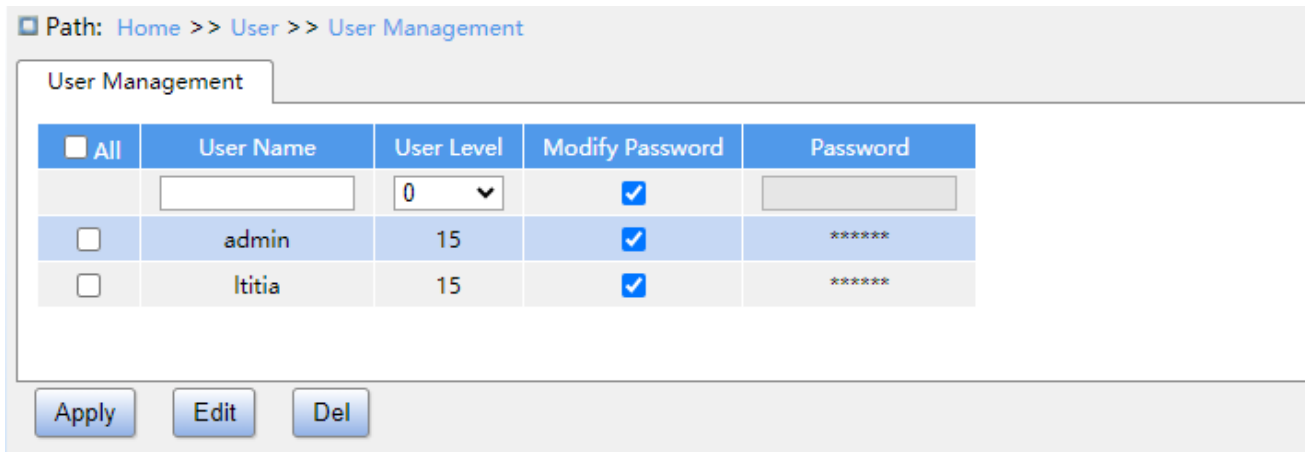 Path: Home >> User >> User Management
User Management
All User Name User Level Modify Password Password
0
admin 15 ******
ltitia 15 ******
Apply Edit Del